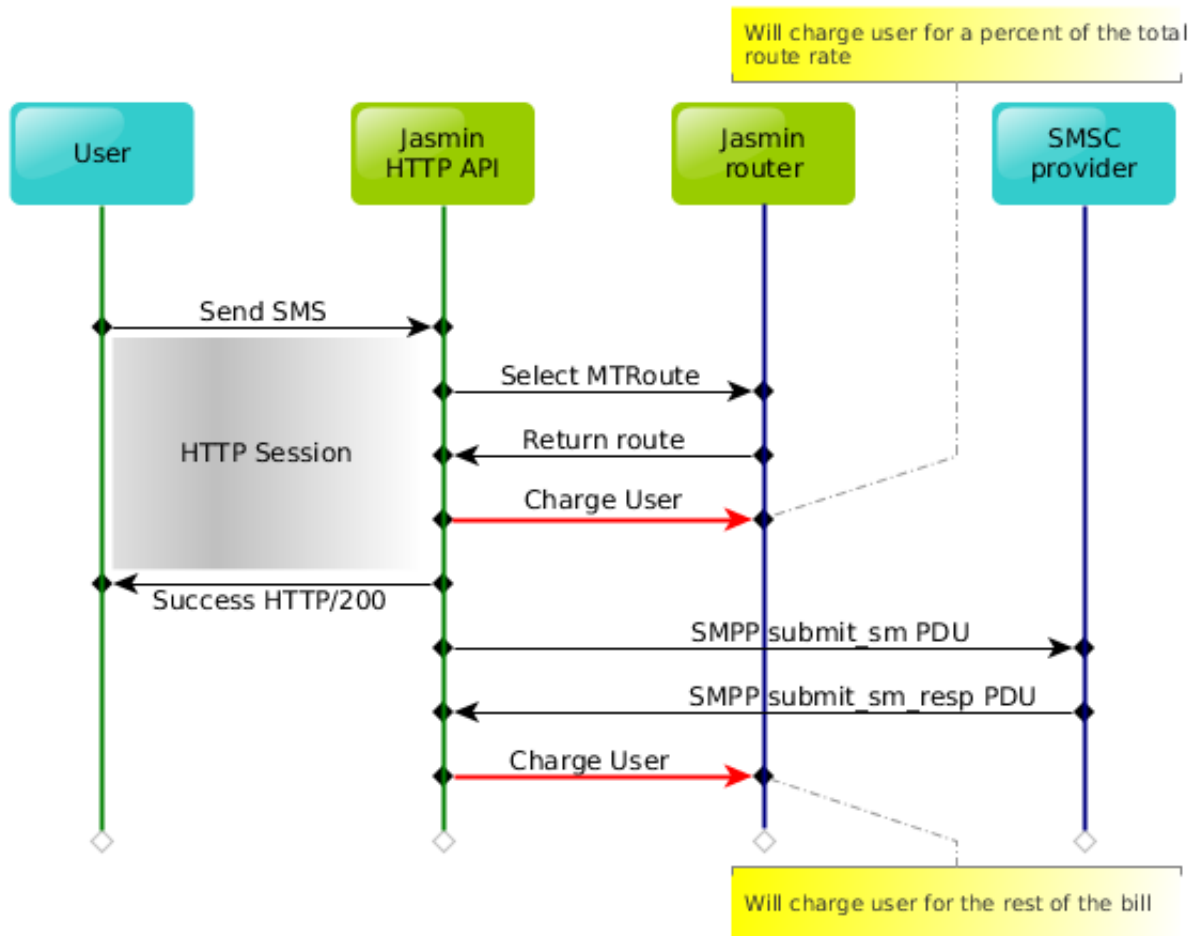 Will charge user for a percent of the total
route rate
User
Jasmin
HTTP API
Jasmin
router
SMSC
provider
Send SMS
Select MTRoute
Return route
HTTP Session
Charge User
Success HTTP/200
SMPP submit_sm PDU
SMPP submit_sm_resp PDU
Charge User
Will charge user for the rest of the bill